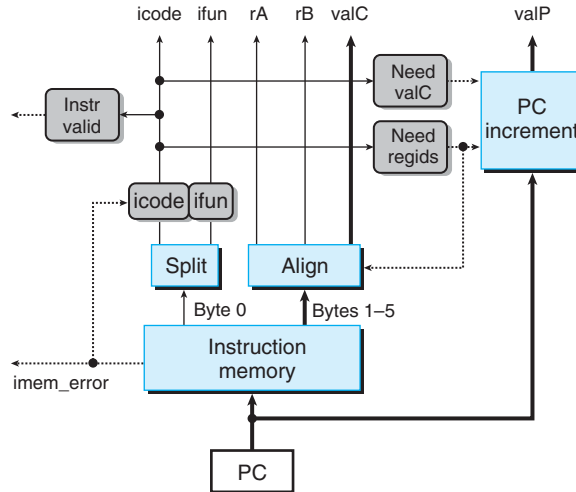 icode ifun rA rB valC valP
Need
valC
Instr
valid
PC
increment
Need
regids
icode ifun
Split
Align
Byte 0
Bytes 1–5
Instruction
memory
imem_error
PC